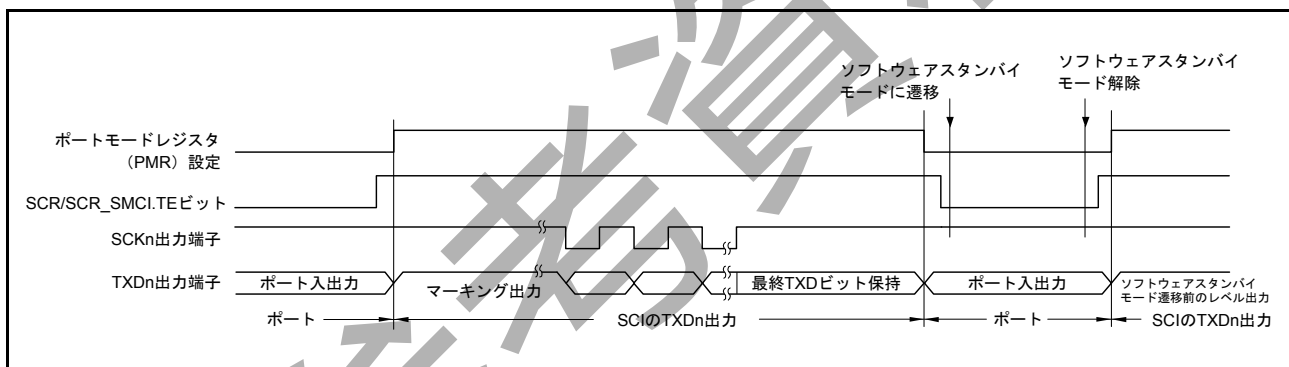 ソフトウェアスタンバイ
モードに遷移
ソフトウェアスタンバイ
モード解除
ポートモードレジスタ
（PMR）設定
SCR/SCR_SMCI.TEビット
SCKn出力端子
TXDn出力端子
ポート入出力
マーキング出力
最終TXDビット保持
ポート入出力
ソフトウェアスタンバイ
モード遷移前のレベル出力
ポート
SCIのTXDn出力
ポート
SCIのTXDn出力